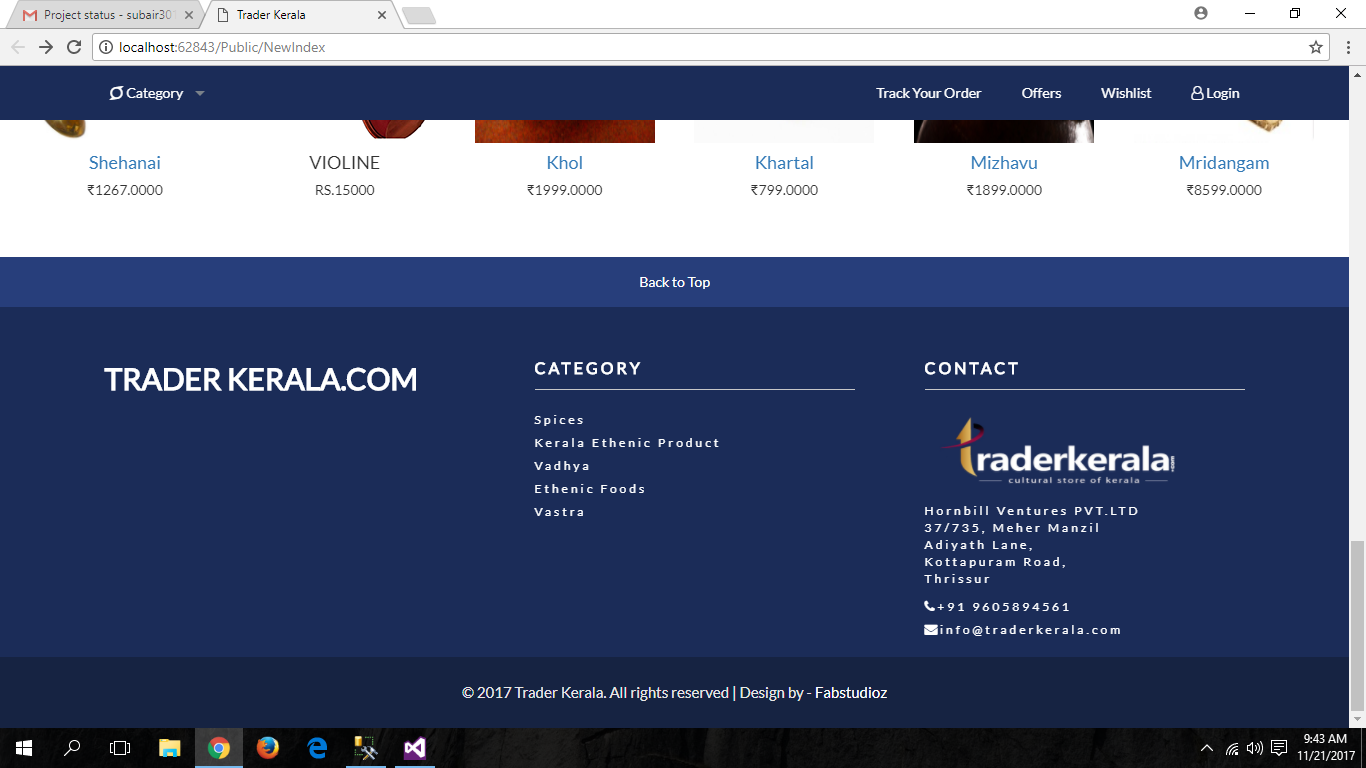 Project status - subair30
Trader Kerala
localhost:62843/Public/NewIndex
Category
Track Your Order
Offers
Wishlist
Login
Shehanai
VIOLINE
Khol
Khartal
Mizhavu
Mridangam
₹1267.0000
RS.15000
₹1999.0000
₹799.0000
₹1899.0000
₹8599.0000
Back to Top
TRADER KERALA.COM
CATEGORY
Spices
Kerala Ethenic Product
Vadhya
Ethenic Foods
Vastra
CONTACT
traderkerala.com
cultural store of kerala
Hornbill Ventures PVT.LTD
37/735, Meher Manzil
Adiyath Lane,
Kottapuram Road,
Thrissur
+91 9605894561
info@traderkerala.com
© 2017 Trader Kerala. All rights reserved | Design by - Fabstudioz
9:43 AM
11/21/2017